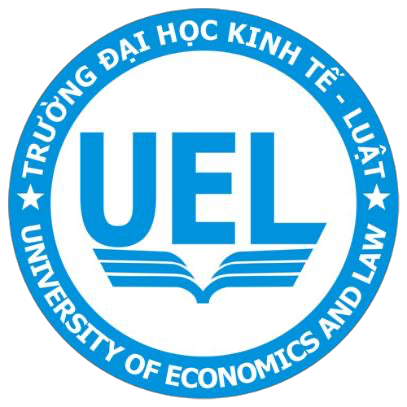 TRƯỜNG ĐẠI HỌC KINH TẾ - LUẬT
UEL
UNIVERSITY OF ECONOMICS AND LAW